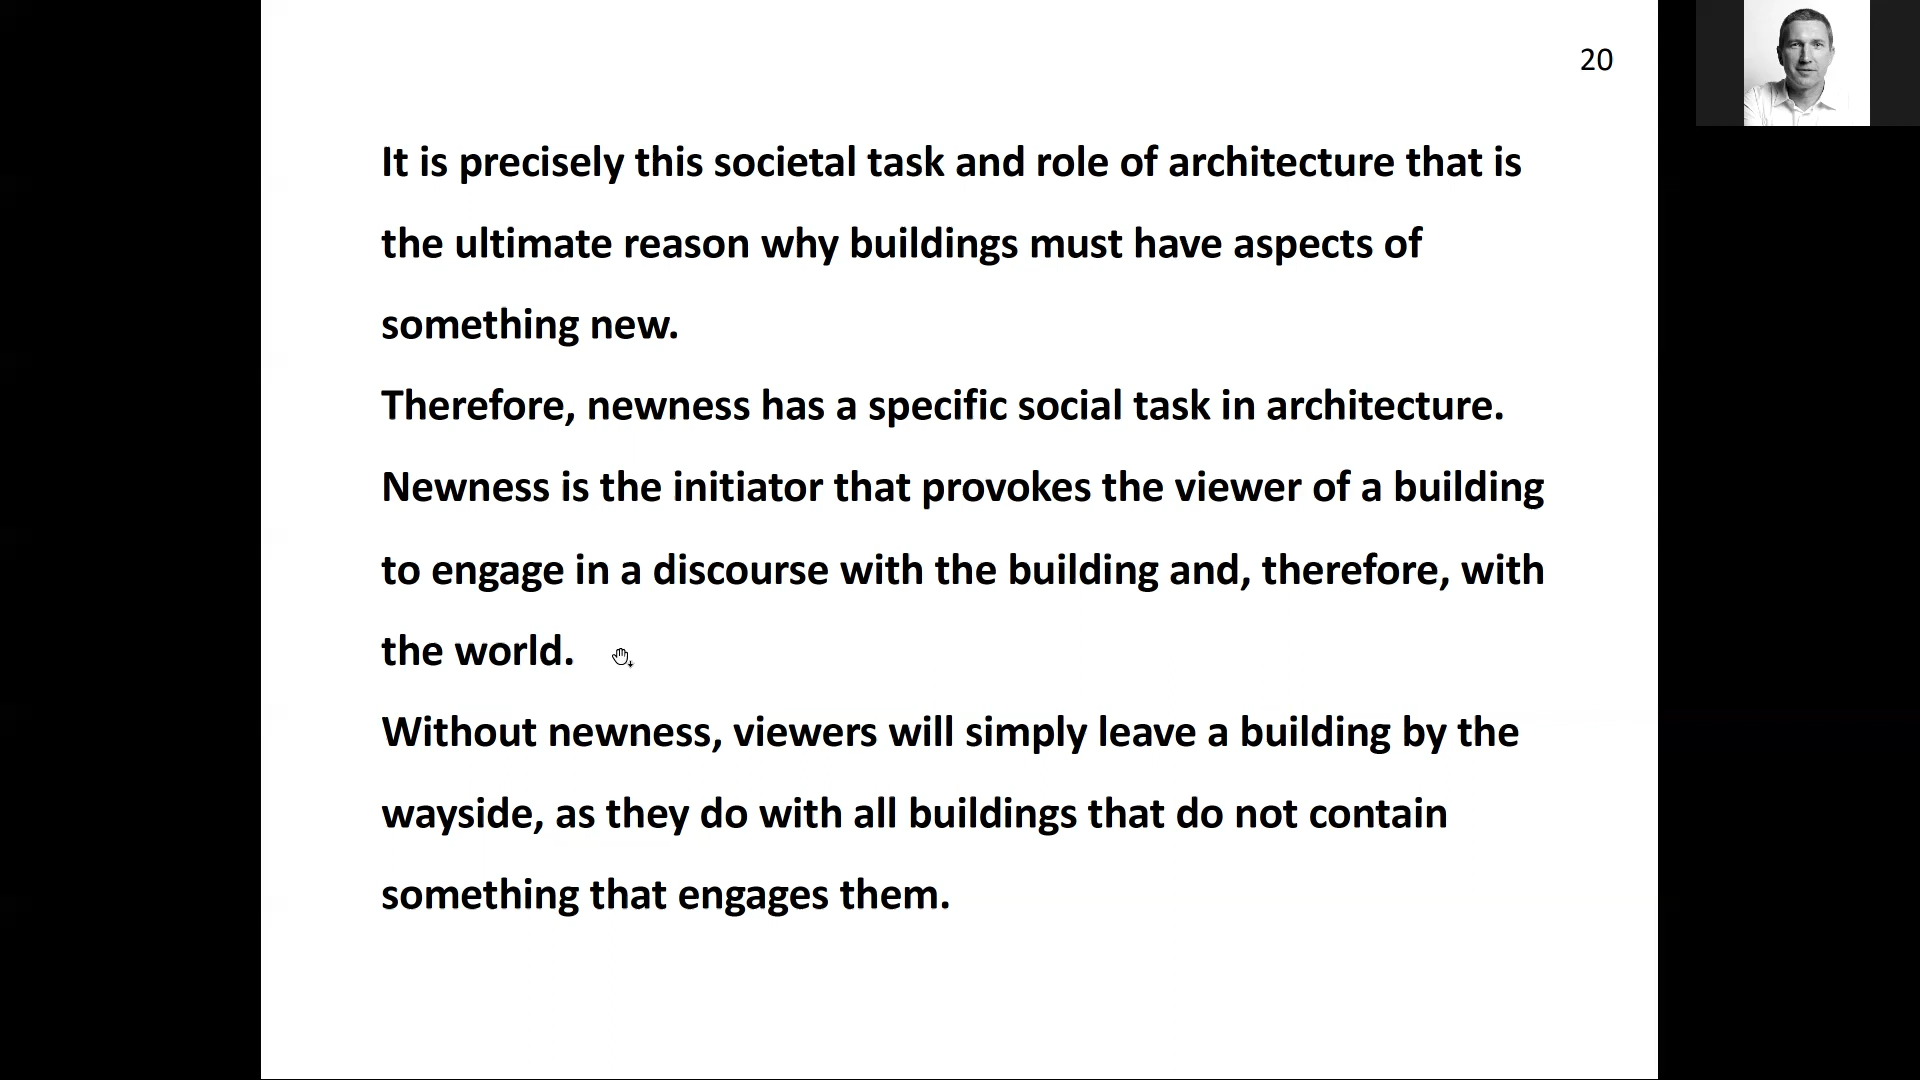 20
It is precisely this societal task and role of architecture that is
the ultimate reason why buildings must have aspects of
something new.
Therefore, newness has a specific social task in architecture.
Newness is the initiator that provokes the viewer of a building
to engage in a discourse with the building and, therefore, with
the world.
Without newness, viewers will simply leave a building by the
wayside, as they do with all buildings that do not contain
something that engages them.